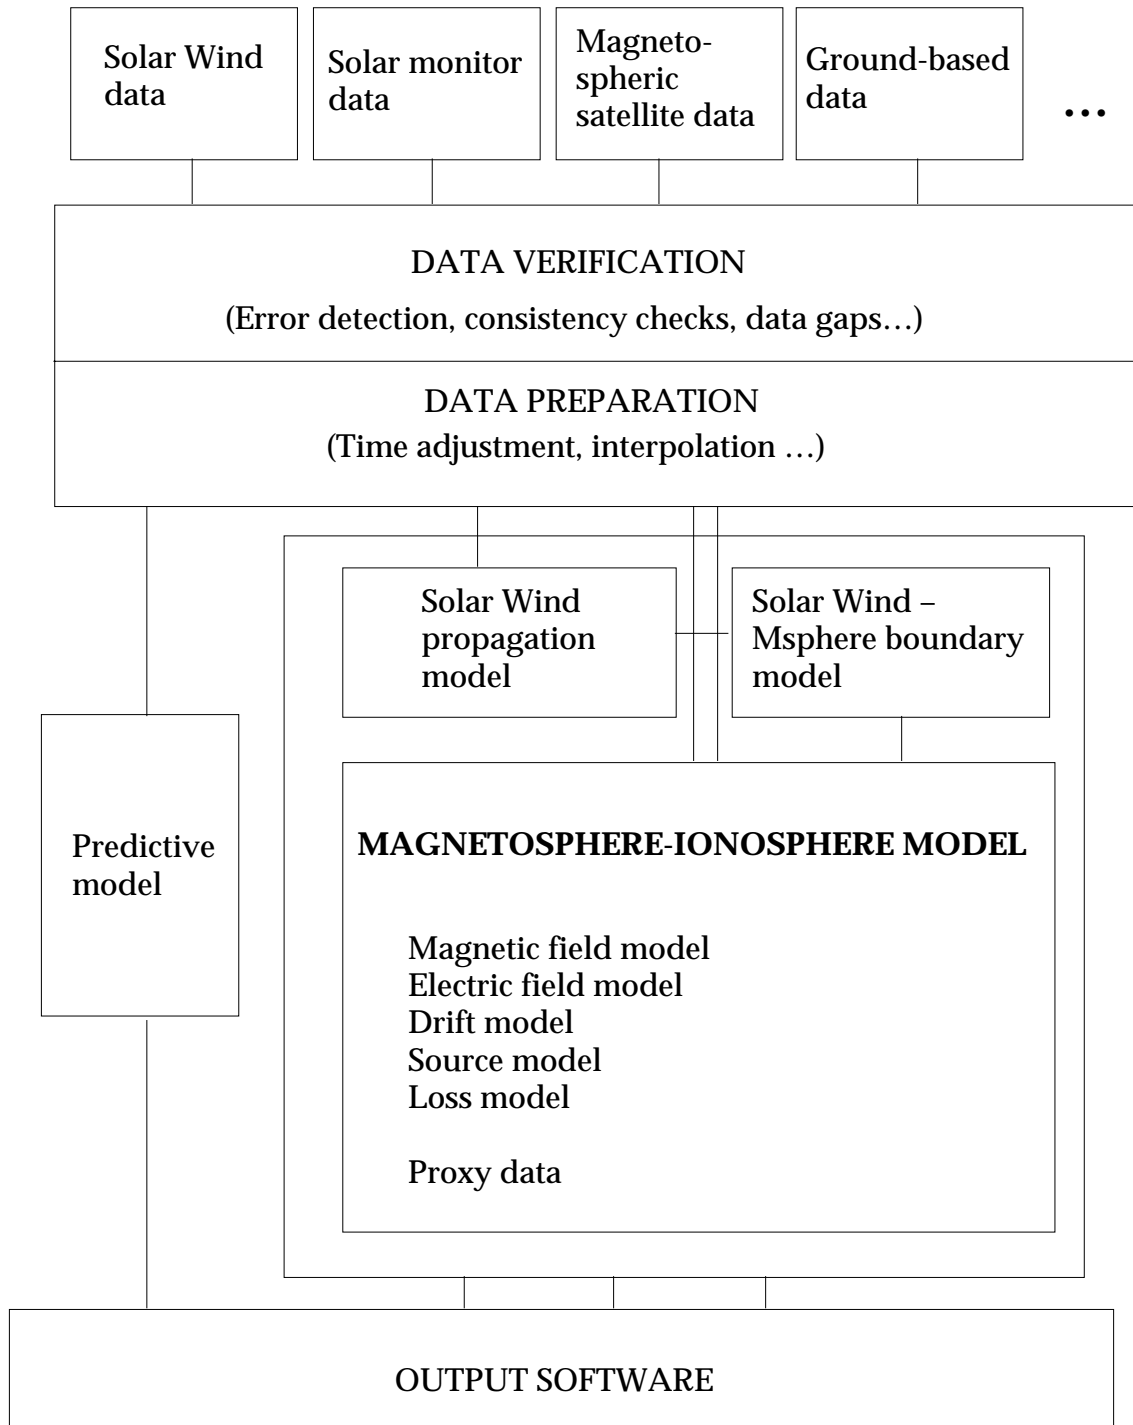 Solar Wind
data
Solar monitor
data
Magneto-
spheric
satellite data
Ground-based
data
...
DATA VERIFICATION
(Error detection, consistency checks, data gaps…)
DATA PREPARATION
(Time adjustment, interpolation …)
Solar Wind
propagation
model
Solar Wind –
Msphere boundary
model
Predictive
model
MAGNETOSPHERE-IONOSPHERE MODEL
Magnetic field model
Electric field model
Drift model
Source model
Loss model
Proxy data
OUTPUT SOFTWARE